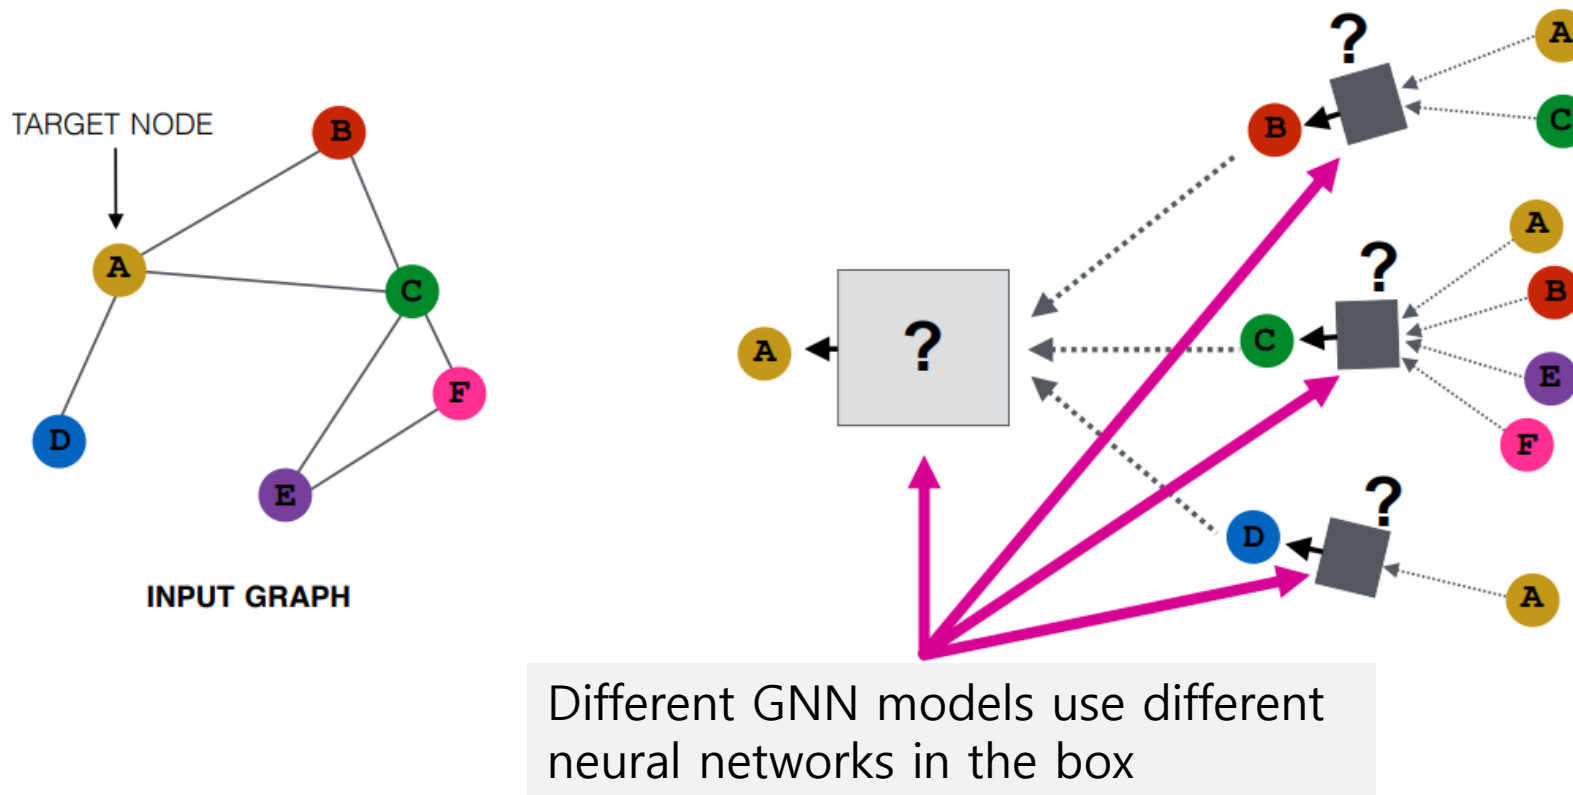 TARGET NODE
B
A
C
F
D
E
INPUT GRAPH
A
?
B
C
D
?
A
C
?
A
B
E
F
?
A
Different GNN models use different
neural networks in the box